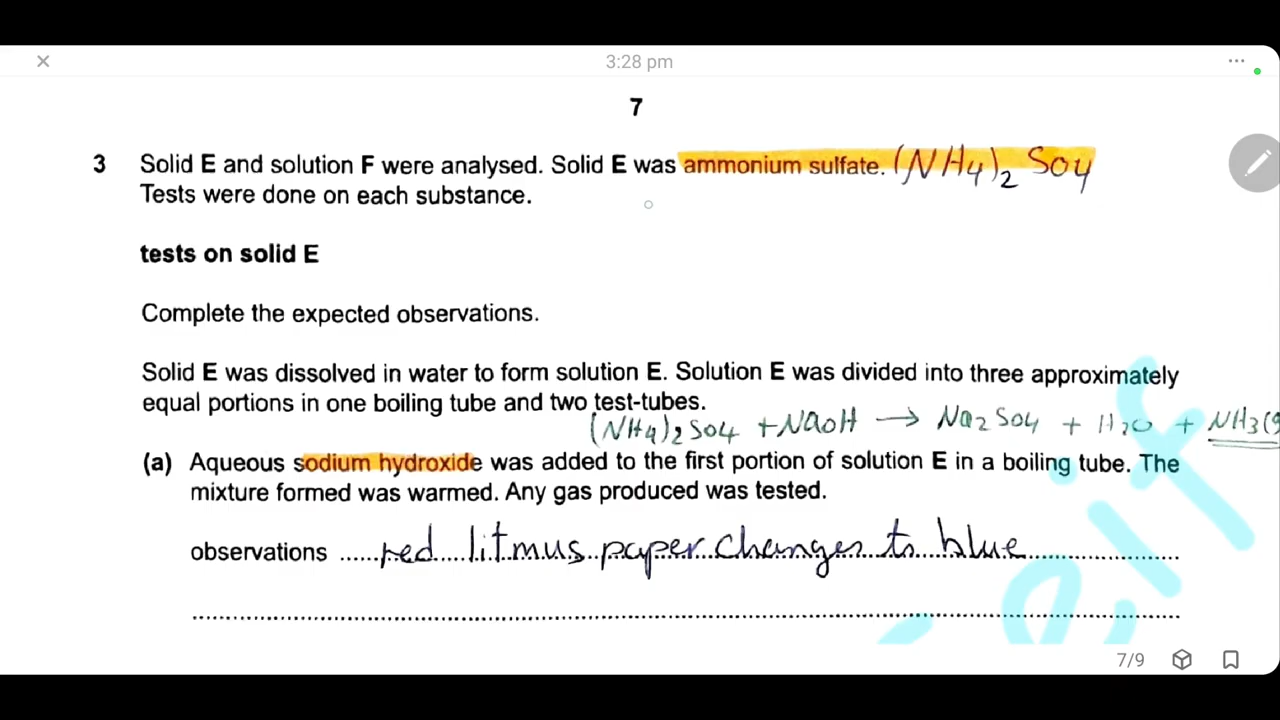 3:28 pm
7
3 Solid E and solution F were analysed. Solid E was ammonium sulfate. (NH4)2 SO4
Tests were done on each substance.
tests on solid E
Complete the expected observations.
Solid E was dissolved in water to form solution E. Solution E was divided into three approximately
equal portions in one boiling tube and two test-tubes.
(NH4)2SO4 + NaOH → Na2SO4 + H2O + NH3(g
(a) Aqueous sodium hydroxide was added to the first portion of solution E in a boiling tube. The
mixture formed was warmed. Any gas produced was tested.
observations ...... red litmus paper changes to blue ......
7/9